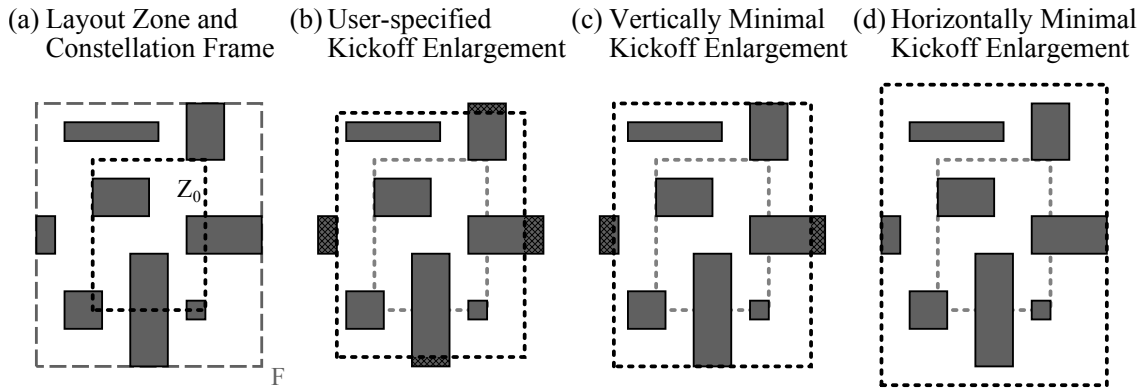 (a) Layout Zone and
Constellation Frame
(b) User-specified
Kickoff Enlargement
(c) Vertically Minimal
Kickoff Enlargement
(d) Horizontally Minimal
Kickoff Enlargement
Z₀
F